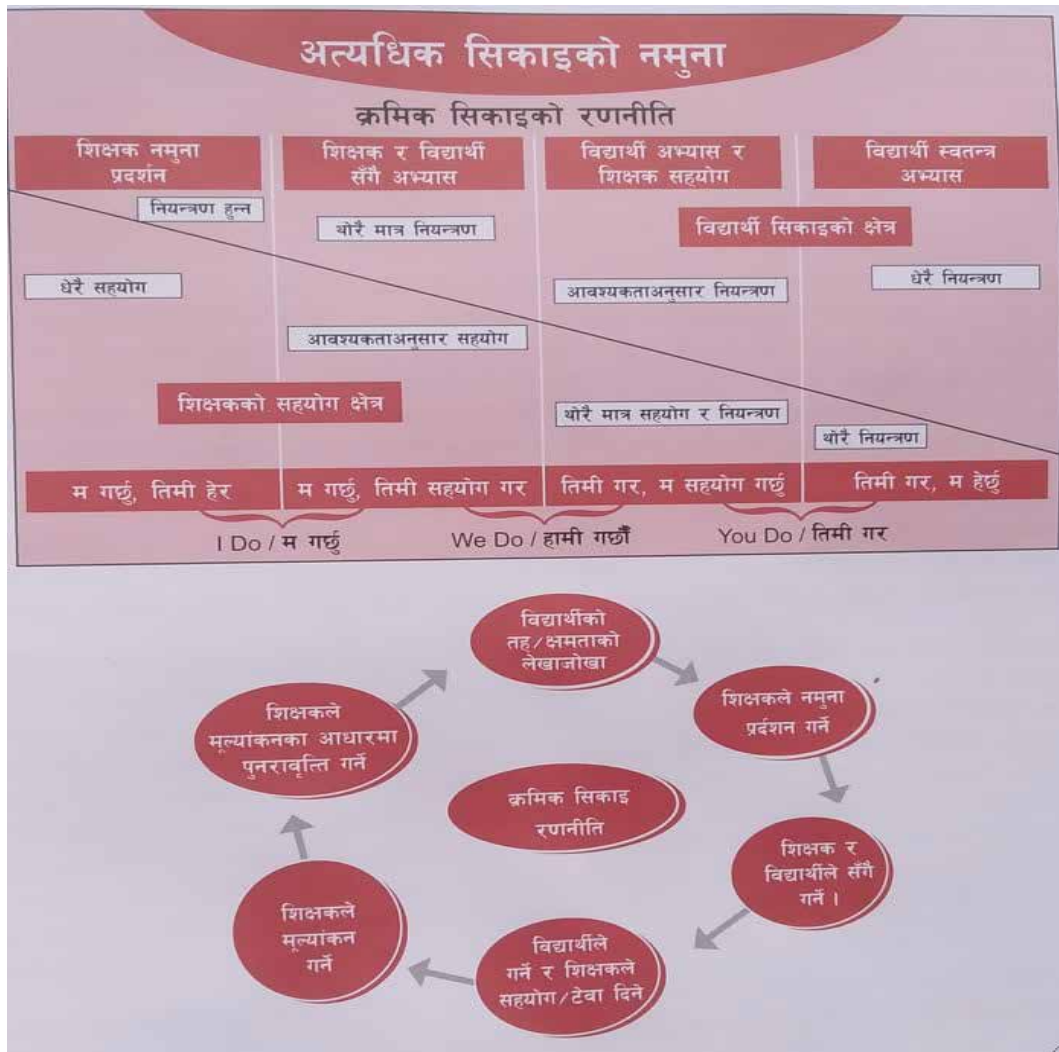 अत्यधिक सिकाइको नमुना
क्रमिक सिकाइको रणनीति
शिक्षक नमुना
प्रदर्शन
शिक्षक र विद्यार्थी
सँगै अभ्यास
विद्यार्थी अभ्यास र
शिक्षक सहयोग
विद्यार्थी स्वतन्त्र
अभ्यास
नियन्त्रण हुन्न
थोरै मात्र नियन्त्रण
विद्यार्थी सिकाइको क्षेत्र
धेरै सहयोग
आवश्यकताअनुसार नियन्त्रण
धेरै नियन्त्रण
आवश्यकताअनुसार सहयोग
शिक्षकको सहयोग क्षेत्र
थोरै मात्र सहयोग र नियन्त्रण
थोरै नियन्त्रण
म गर्छु, तिमी हेर
म गर्छु, तिमी सहयोग गर
तिमी गर, म सहयोग गर्छु
तिमी गर, म हेर्छु
I Do / म गर्छु
We Do / हामी गर्छौं
You Do / तिमी गर
विद्यार्थीको
तह/क्षमताको
लेखाजोखा
शिक्षकले नमुना
प्रर्दशन गर्ने
शिक्षक र
विद्यार्थीले सँगै
गर्ने ।
विद्यार्थीले
गर्ने र शिक्षकले
सहयोग/टेवा दिने
शिक्षकले
मूल्यांकन
गर्ने
शिक्षकले
मूल्यांकनका आधारमा
पुनरावृत्ति गर्ने
क्रमिक सिकाइ
रणनीति